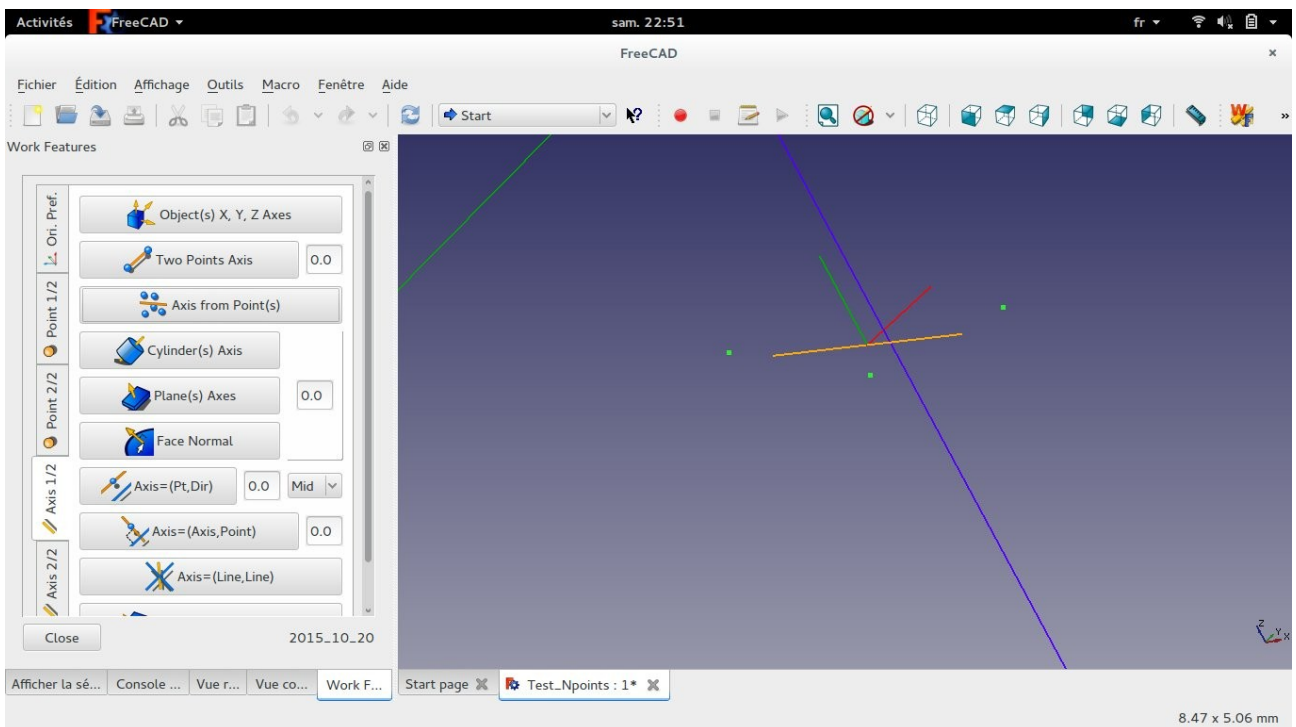 Activités FreeCAD sam. 22:51 fr
FreeCAD
Fichier Édition Affichage Outils Macro Fenêtre Aide
Start
Work Features
Ori. Pref.
Point 1/2
Point 2/2
Axis 1/2
Axis 2/2
Object(s) X, Y, Z Axes
Two Points Axis 0.0
Axis from Point(s)
Cylinder(s) Axis
Plane(s) Axes 0.0
Face Normal
Axis=(Pt,Dir) 0.0 Mid
Axis=(Axis,Point) 0.0
Axis=(Line,Line)
Close 2015_10_20
Z Y X
Afficher la sé... Console ... Vue r... Vue co... Work F... Start page Test_Npoints : 1*
8.47 x 5.06 mm